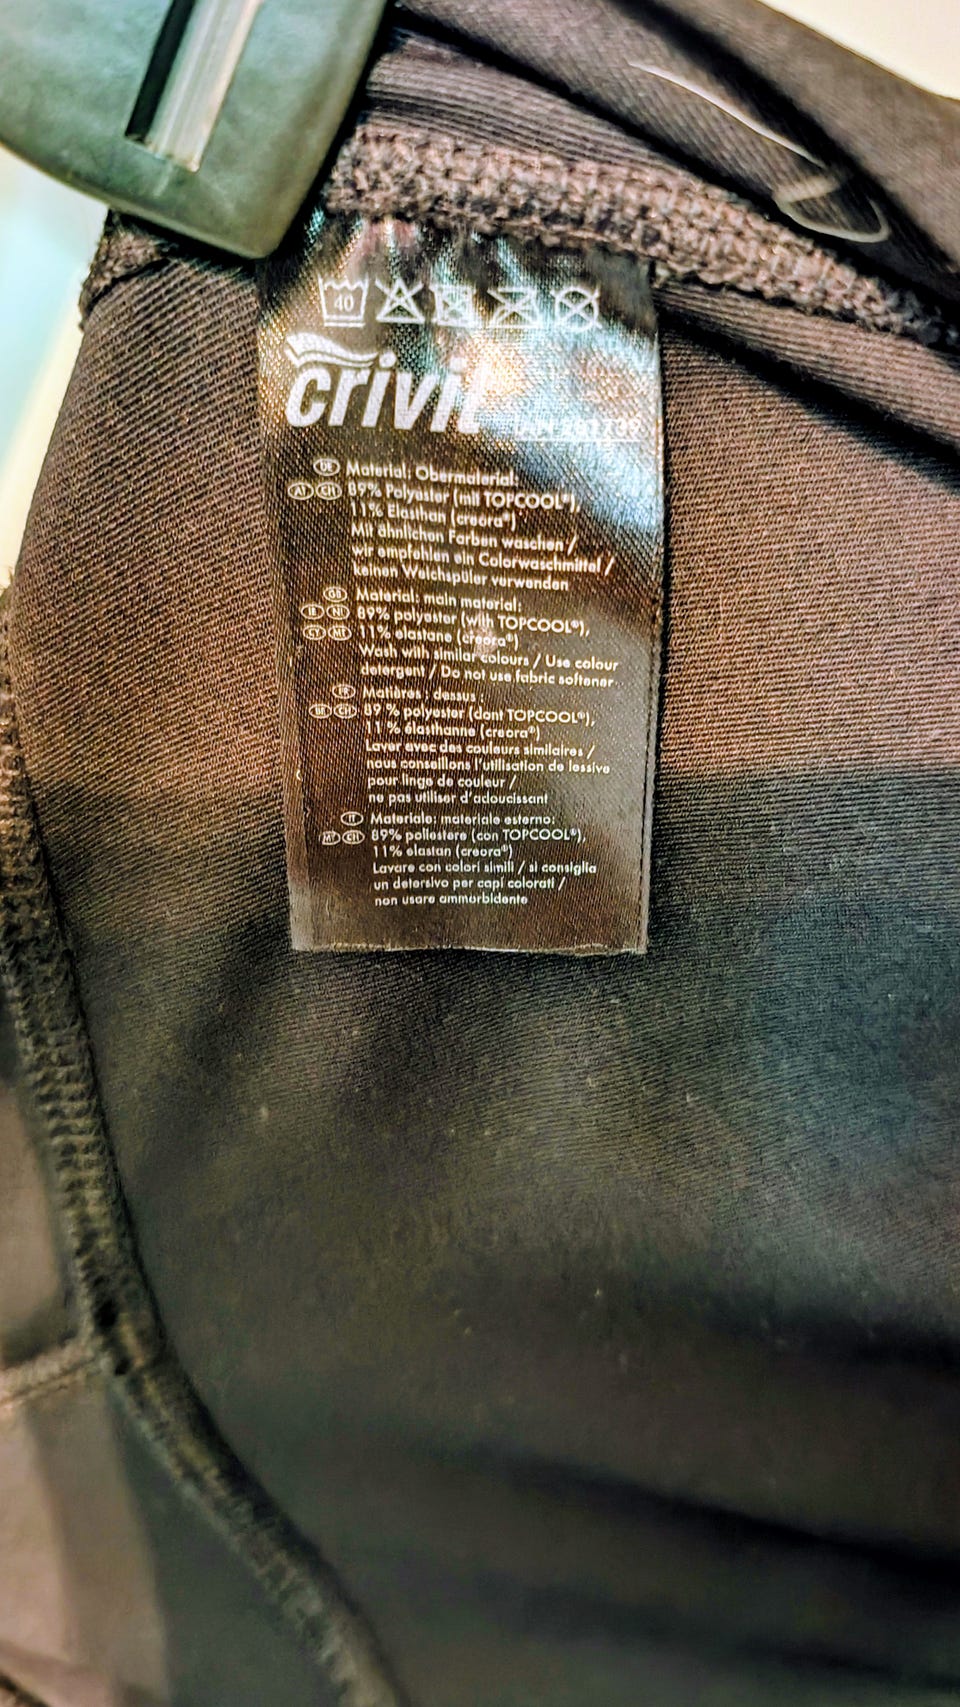 40
crivit
DE Material: Obermaterial:
AT CH 89% Polyester (mit TOPCOOL®),
11% Elasthan (creora®)
Mit ähnlichen Farben waschen /
wir empfehlen ein Colorwaschmittel /
keinen Weichspüler verwenden
GB Material: main material:
IE NI 89% polyester (with TOPCOOL®),
CY MT 11% elastane (creora®)
Wash with similar colours / Use colour
detergent / Do not use fabric softener
FR Matières : dessus
BE CH 89 % polyester (dont TOPCOOL®),
11 % élasthanne (creora®)
Laver avec des couleurs similaires /
nous conseillons l'utilisation de lessive
pour linge de couleur /
ne pas utiliser d'adoucissant
IT Materiale: materiale esterno:
MT CH 89% poliestere (con TOPCOOL®),
11% elastan (creora®)
Lavare con colori simili / si consiglia
un detersivo per capi colorati /
non usare ammorbidente